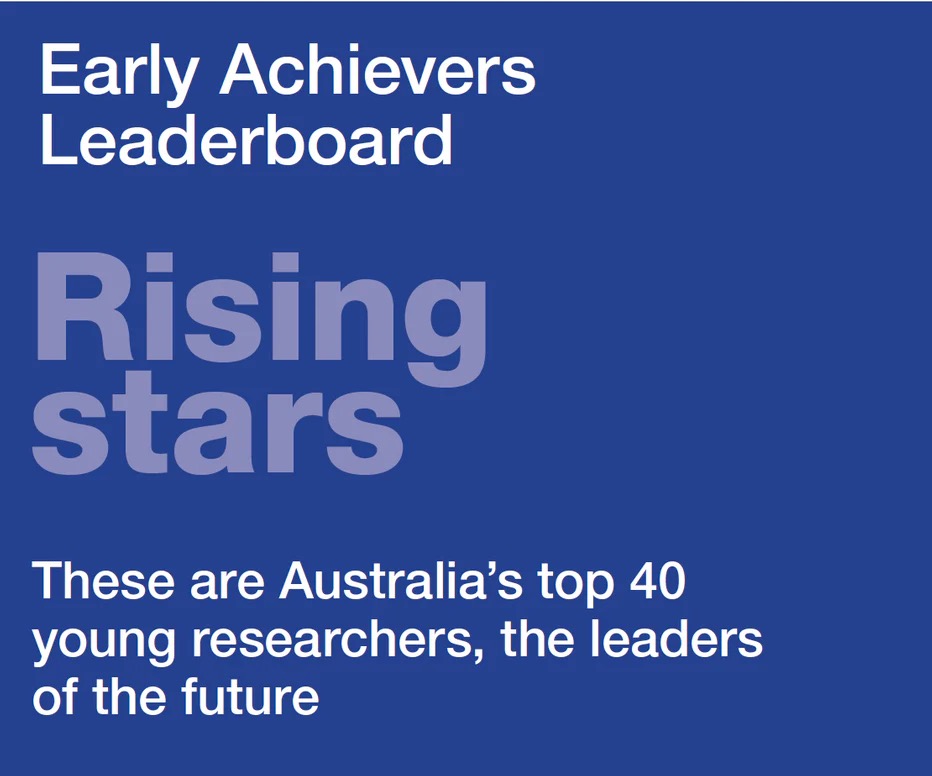 Early Achievers
Leaderboard
Rising
stars
These are Australia’s top 40
young researchers, the leaders
of the future